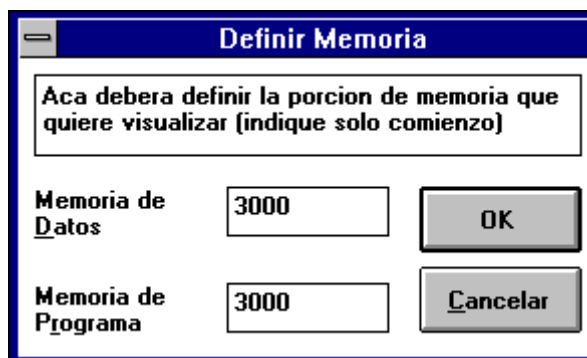 Definir Memoria
Aca debera definir la porcion de memoria que
quiere visualizar (indique solo comienzo)
Memoria de
Datos
3000
OK
Memoria de
Programa
3000
Cancelar